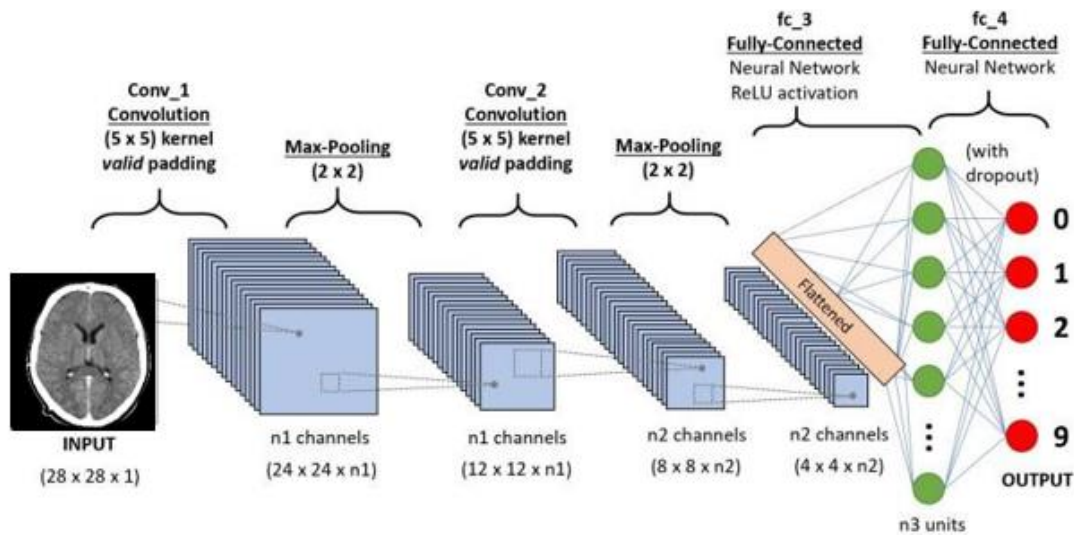 fc_3
Fully-Connected
Neural Network
ReLU activation
fc_4
Fully-Connected
Neural Network
Conv_1
Convolution
(5 x 5) kernel
valid padding
Max-Pooling
(2 x 2)
Conv_2
Convolution
(5 x 5) kernel
valid padding
Max-Pooling
(2 x 2)
(with
dropout)
0
1
2
9
Flattened
INPUT
(28 x 28 x 1)
n1 channels
(24 x 24 x n1)
n1 channels
(12 x 12 x n1)
n2 channels
(8 x 8 x n2)
n2 channels
(4 x 4 x n2)
OUTPUT
n3 units